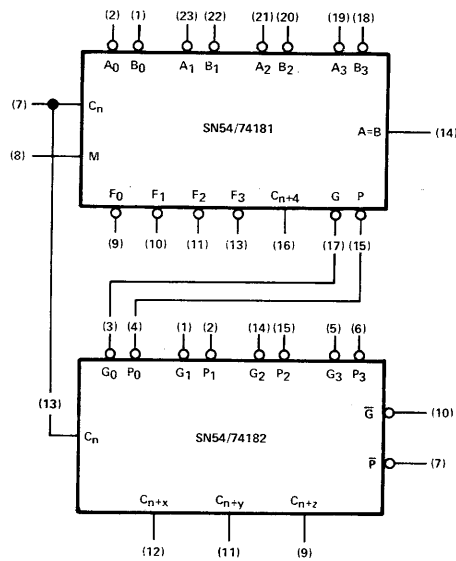 (2) (1) (23) (22) (21) (20) (19) (18)
A0 B0 A1 B1 A2 B2 A3 B3
(7) Cn
SN54/74181
A=B (14)
(8) M
F0 F1 F2 F3 Cn+4 G P
(9) (10) (11) (13) (16) (17) (15)
(3) (4) (1) (2) (14) (15) (5) (6)
G0 P0 G1 P1 G2 P2 G3 P3
G̅ (10)
(13)
Cn
SN54/74182
P̅ (7)
Cn+x Cn+y Cn+z
(12) (11) (9)